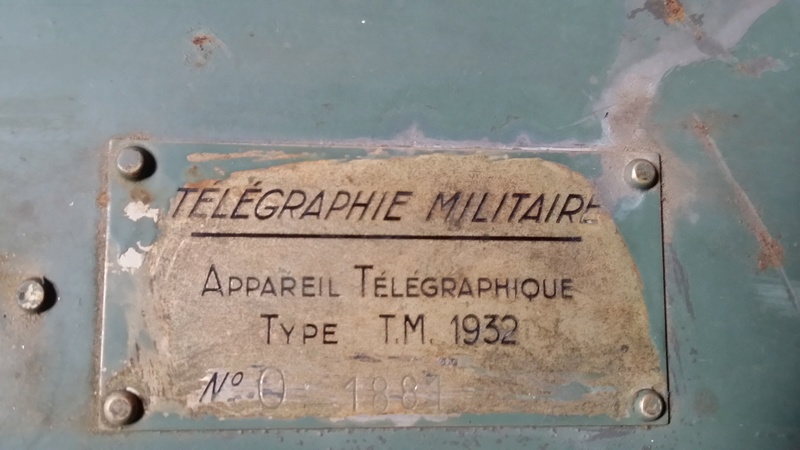 TÉLÉGRAPHIE MILITAIRE
APPAREIL TÉLÉGRAPHIQUE
TYPE T.M. 1932
Nº 0 1881